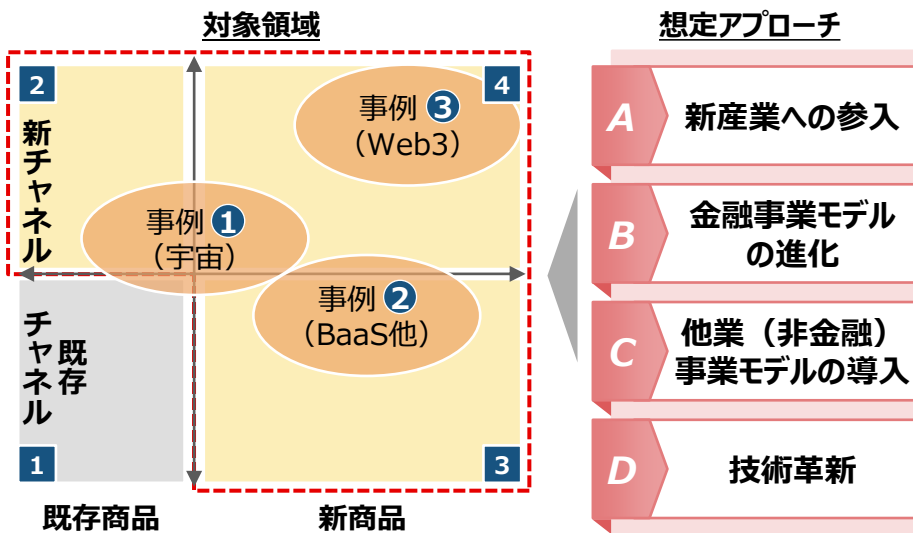 対象領域
2
4
新チャネル
事例 3
（Web3）
事例 1
（宇宙）
事例 2
（BaaS他）
既存
チャネル
1
3
既存商品
新商品
想定アプローチ
A
新産業への参入
B
金融事業モデル
の進化
C
他業（非金融）
事業モデルの導入
D
技術革新